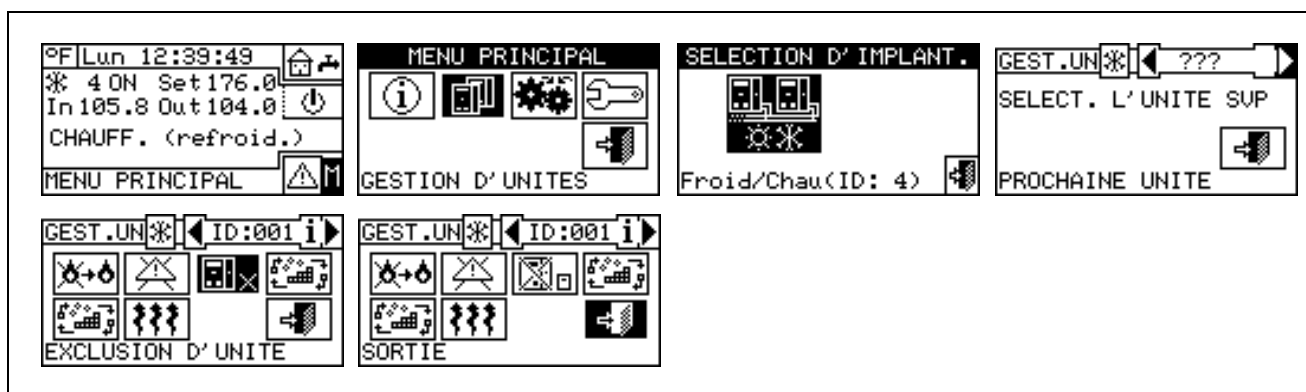 °F Lun 12:39:49
4 ON Set 176.0
In 105.8 Out 104.0
CHAUFF. (refroid.)
MENU PRINCIPAL M
MENU PRINCIPAL
i
GESTION D'UNITES
SELECTION D'IMPLANT.
Froid/Chau(ID: 4)
GEST.UN ???
SELECT. L'UNITE SVP
PROCHAINE UNITE
GEST.UN ID:001 i
EXCLUSION D'UNITE
GEST.UN ID:001 i
SORTIE